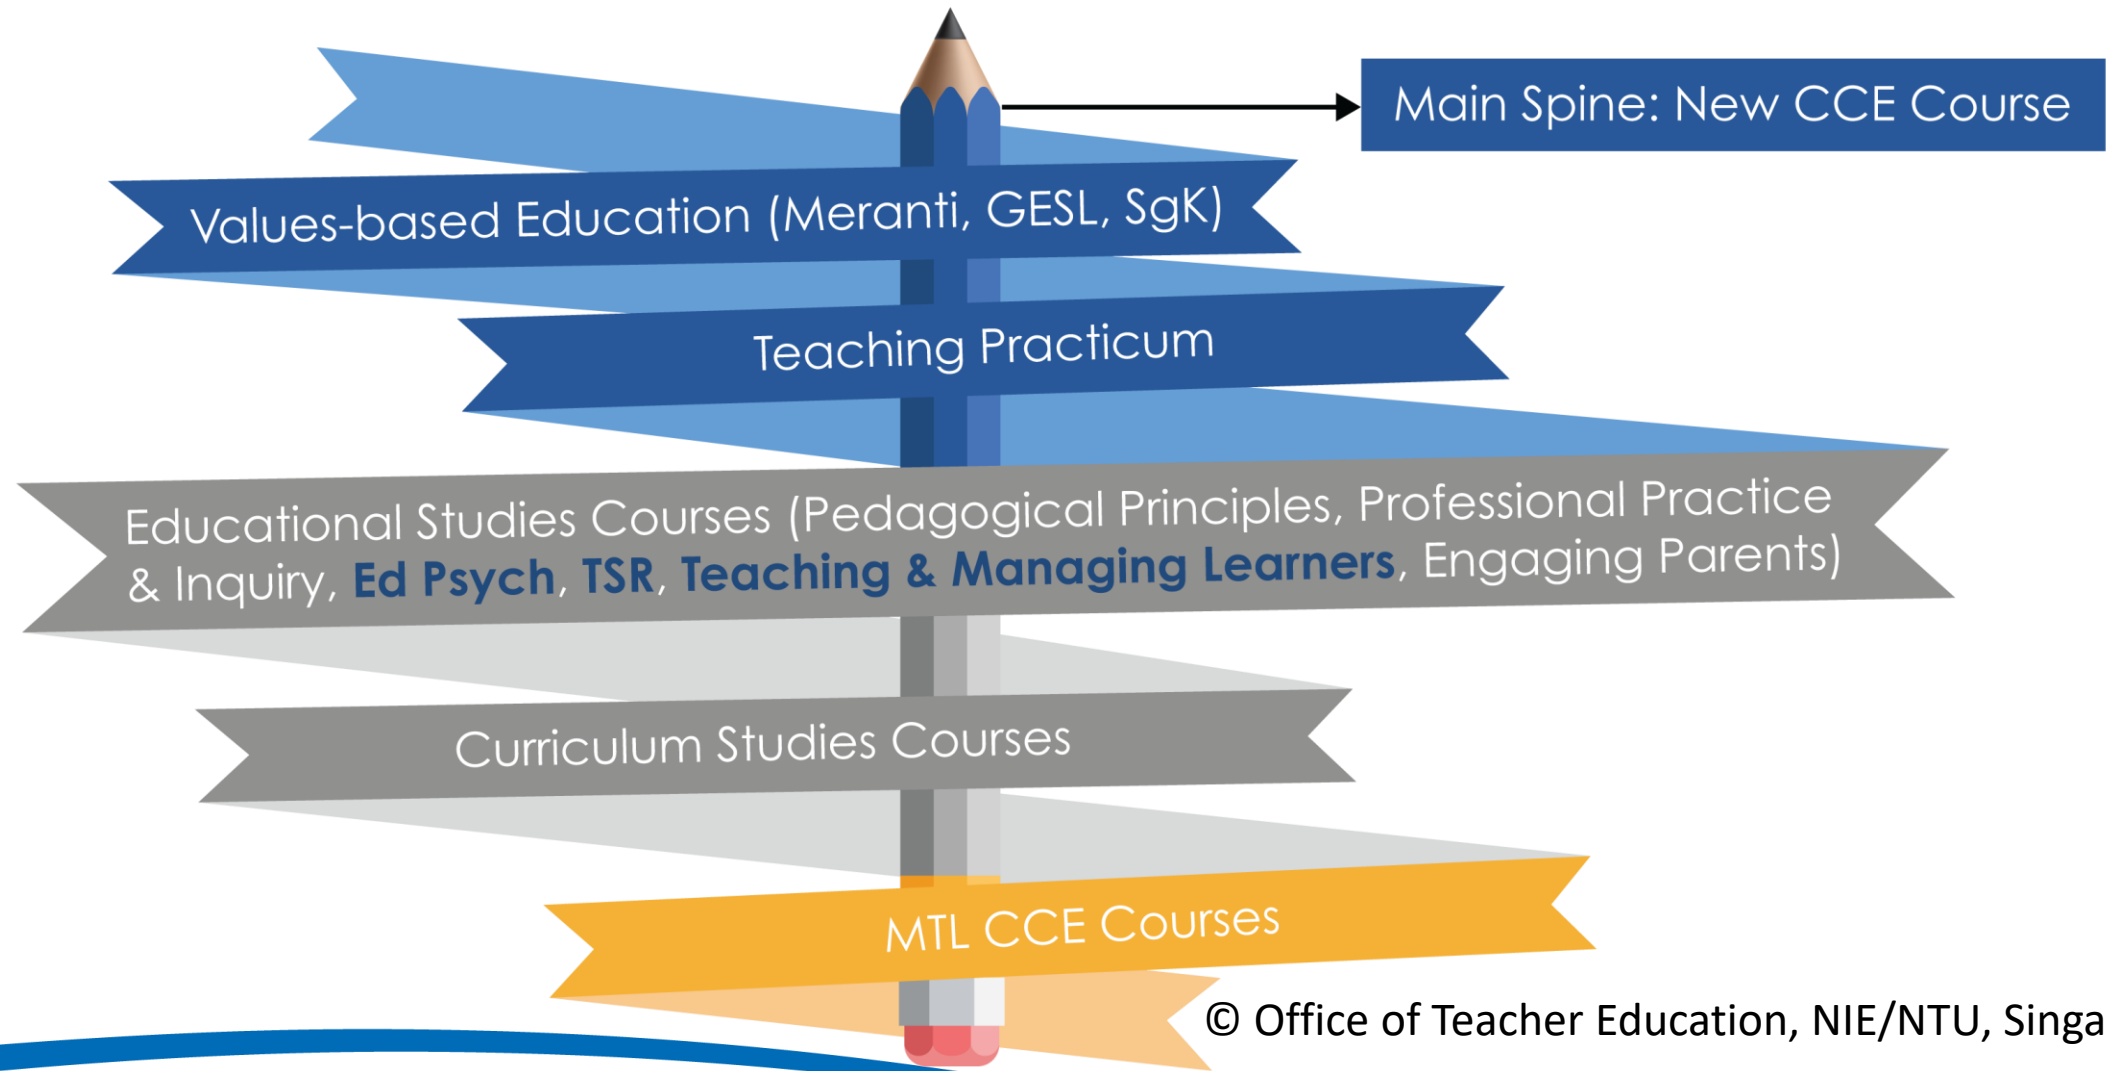 Main Spine: New CCE Course
Values-based Education (Meranti, GESL, SgK)
Teaching Practicum
Educational Studies Courses (Pedagogical Principles, Professional Practice
& Inquiry, Ed Psych, TSR, Teaching & Managing Learners, Engaging Parents)
Curriculum Studies Courses
MTL CCE Courses
© Office of Teacher Education, NIE/NTU, Singa